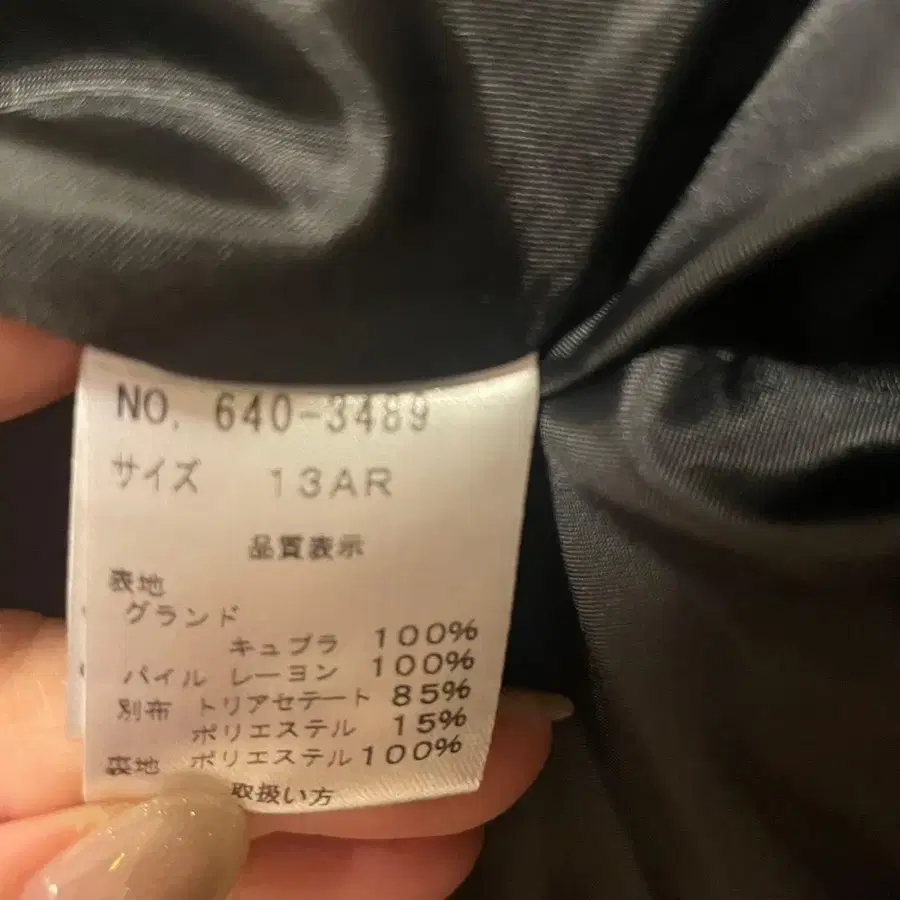 NO. 640-3489
サイズ 13AR
品質表示
表地
グランド
キュプラ 100%
パイル レーヨン 100%
別布 トリアセテート 85%
ポリエステル 15%
裏地 ポリエステル 100%
取扱い方